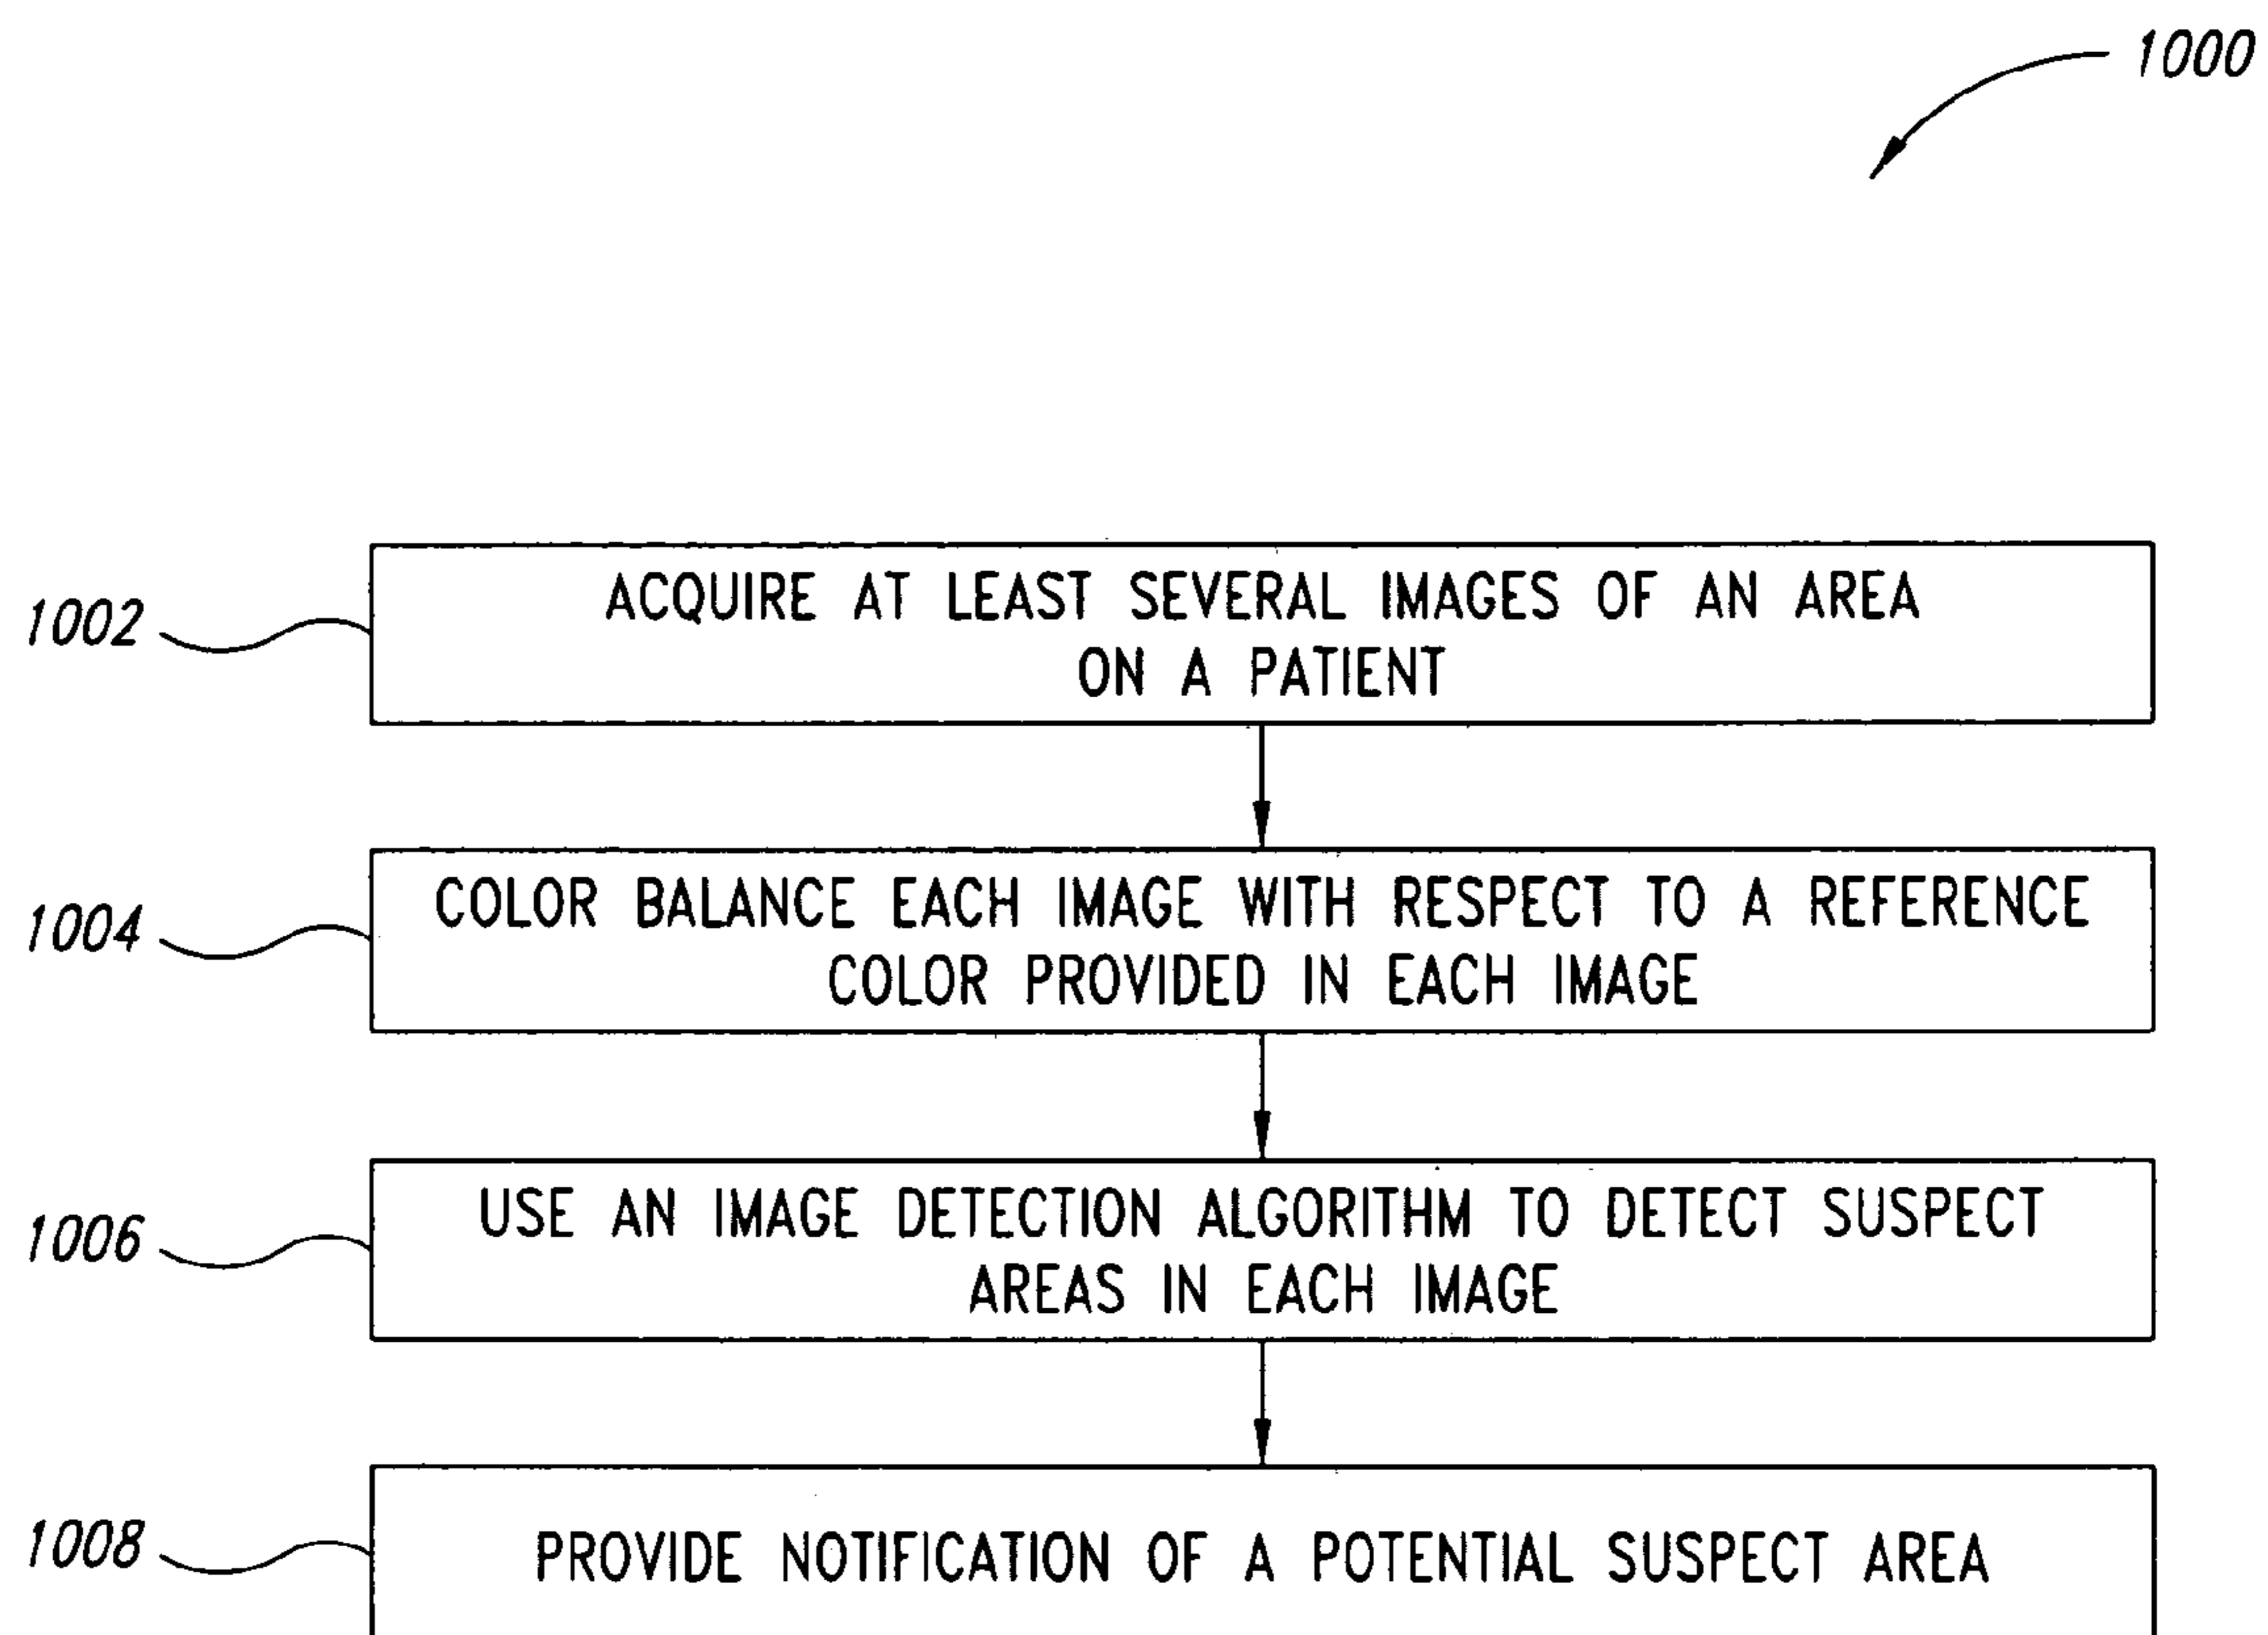 1000
1002
ACQUIRE AT LEAST SEVERAL IMAGES OF AN AREA
ON A PATIENT
1004
COLOR BALANCE EACH IMAGE WITH RESPECT TO A REFERENCE
COLOR PROVIDED IN EACH IMAGE
1006
USE AN IMAGE DETECTION ALGORITHM TO DETECT SUSPECT
AREAS IN EACH IMAGE
1008
PROVIDE NOTIFICATION OF A POTENTIAL SUSPECT AREA